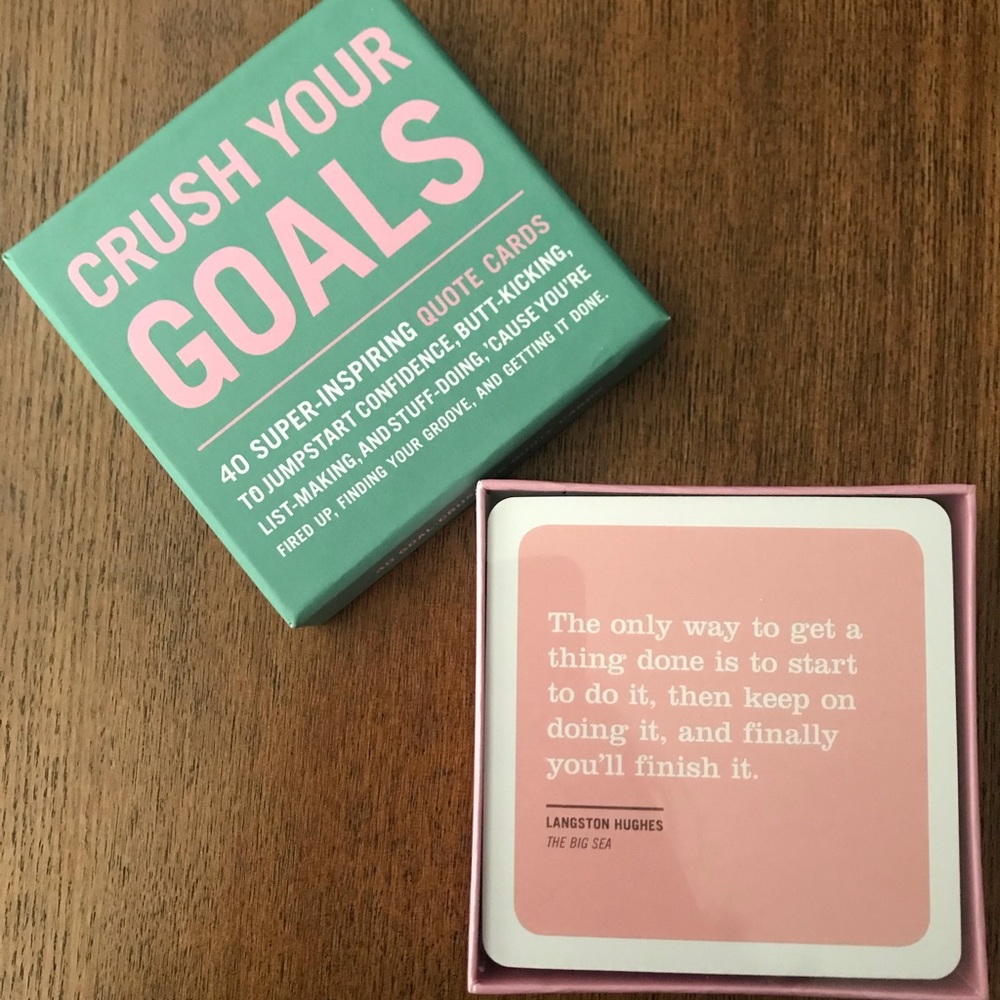 CRUSH YOUR
GOALS
40 SUPER-INSPIRING QUOTE CARDS
TO JUMPSTART CONFIDENCE, BUTT-KICKING,
LIST-MAKING, AND STUFF-DOING, 'CAUSE YOU'RE
FIRED UP, FINDING YOUR GROOVE, AND GETTING IT DONE.
The only way to get a
thing done is to start
to do it, then keep on
doing it, and finally
you'll finish it.
LANGSTON HUGHES
THE BIG SEA